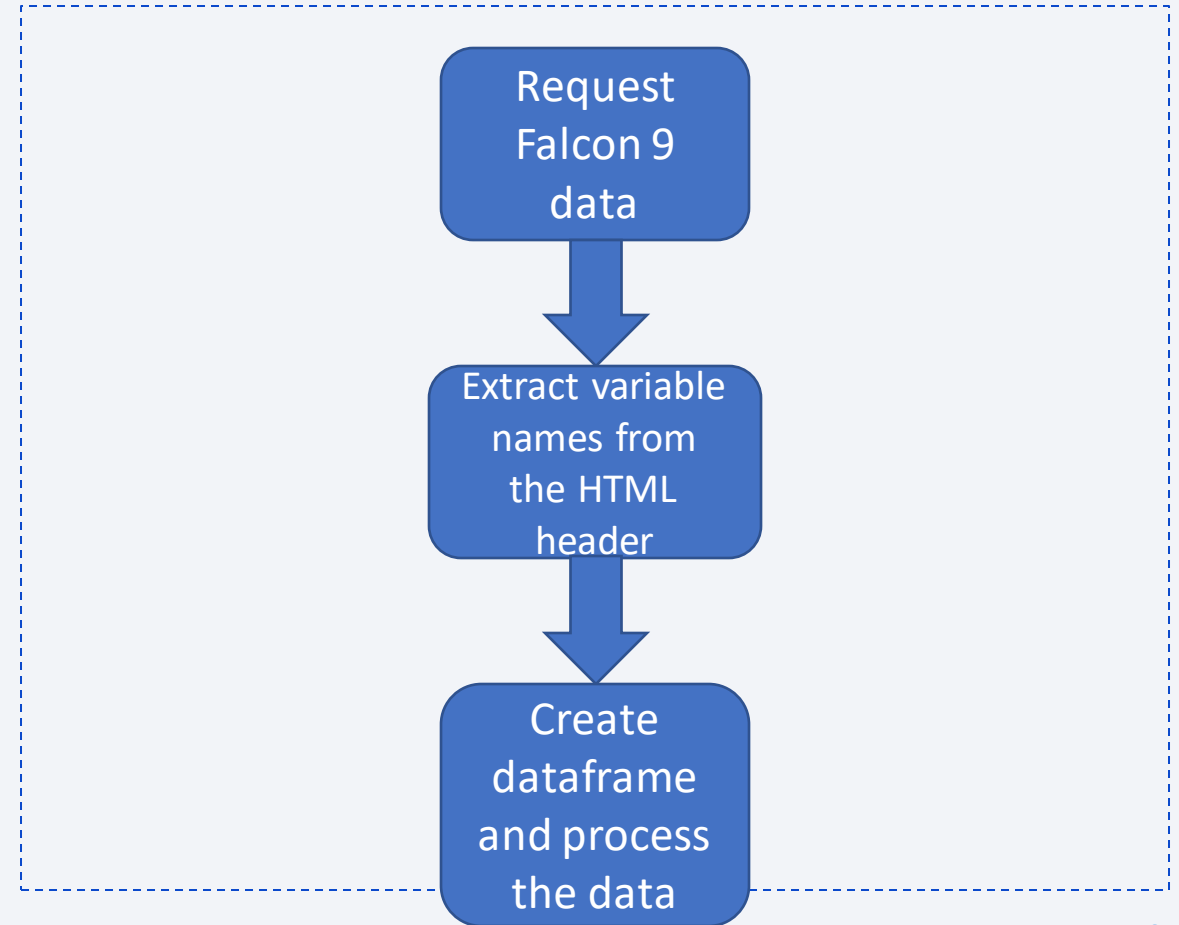 Request
Falcon 9
data
Extract variable
names from
the HTML
header
Create
dataframe
and process
the data